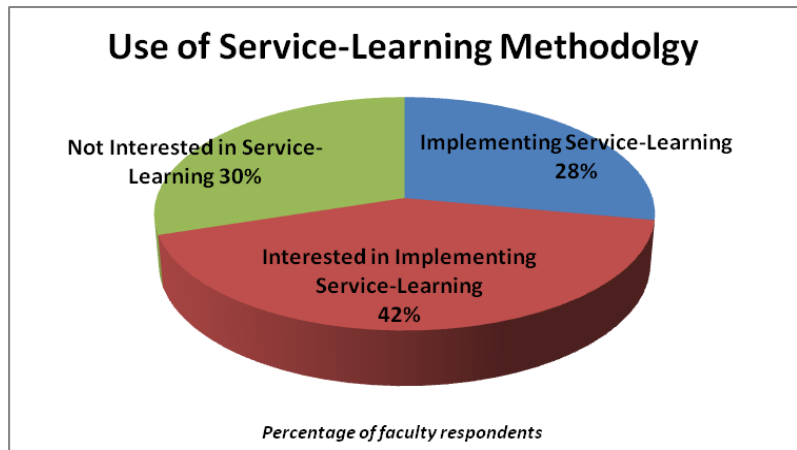 Use of Service-Learning Methodolgy
Not Interested in Service-
Learning 30%
Implementing Service-Learning
28%
Interested in Implementing
Service-Learning
42%
Percentage of faculty respondents